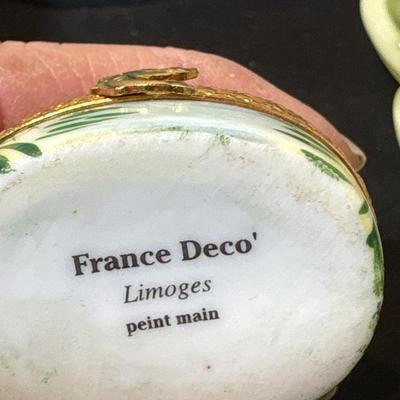 France Deco'
Limoges
peint main